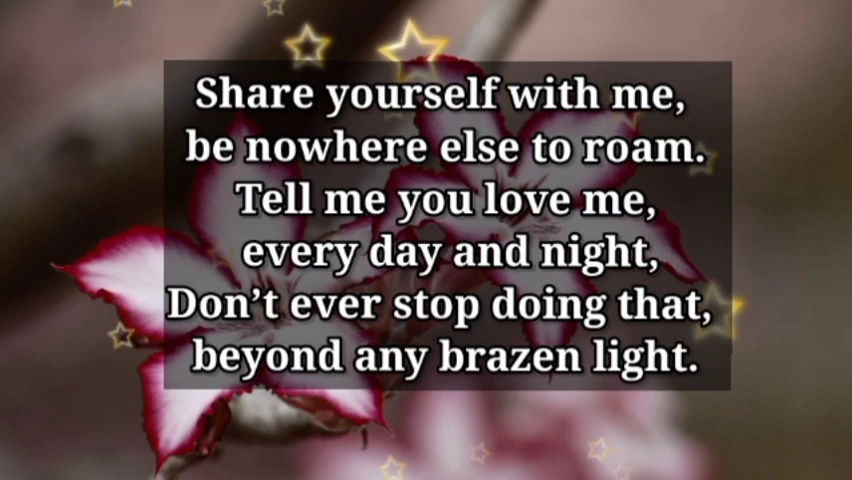 Share yourself with me,
be nowhere else to roam.
Tell me you love me,
every day and night,
Don’t ever stop doing that,
beyond any brazen light.